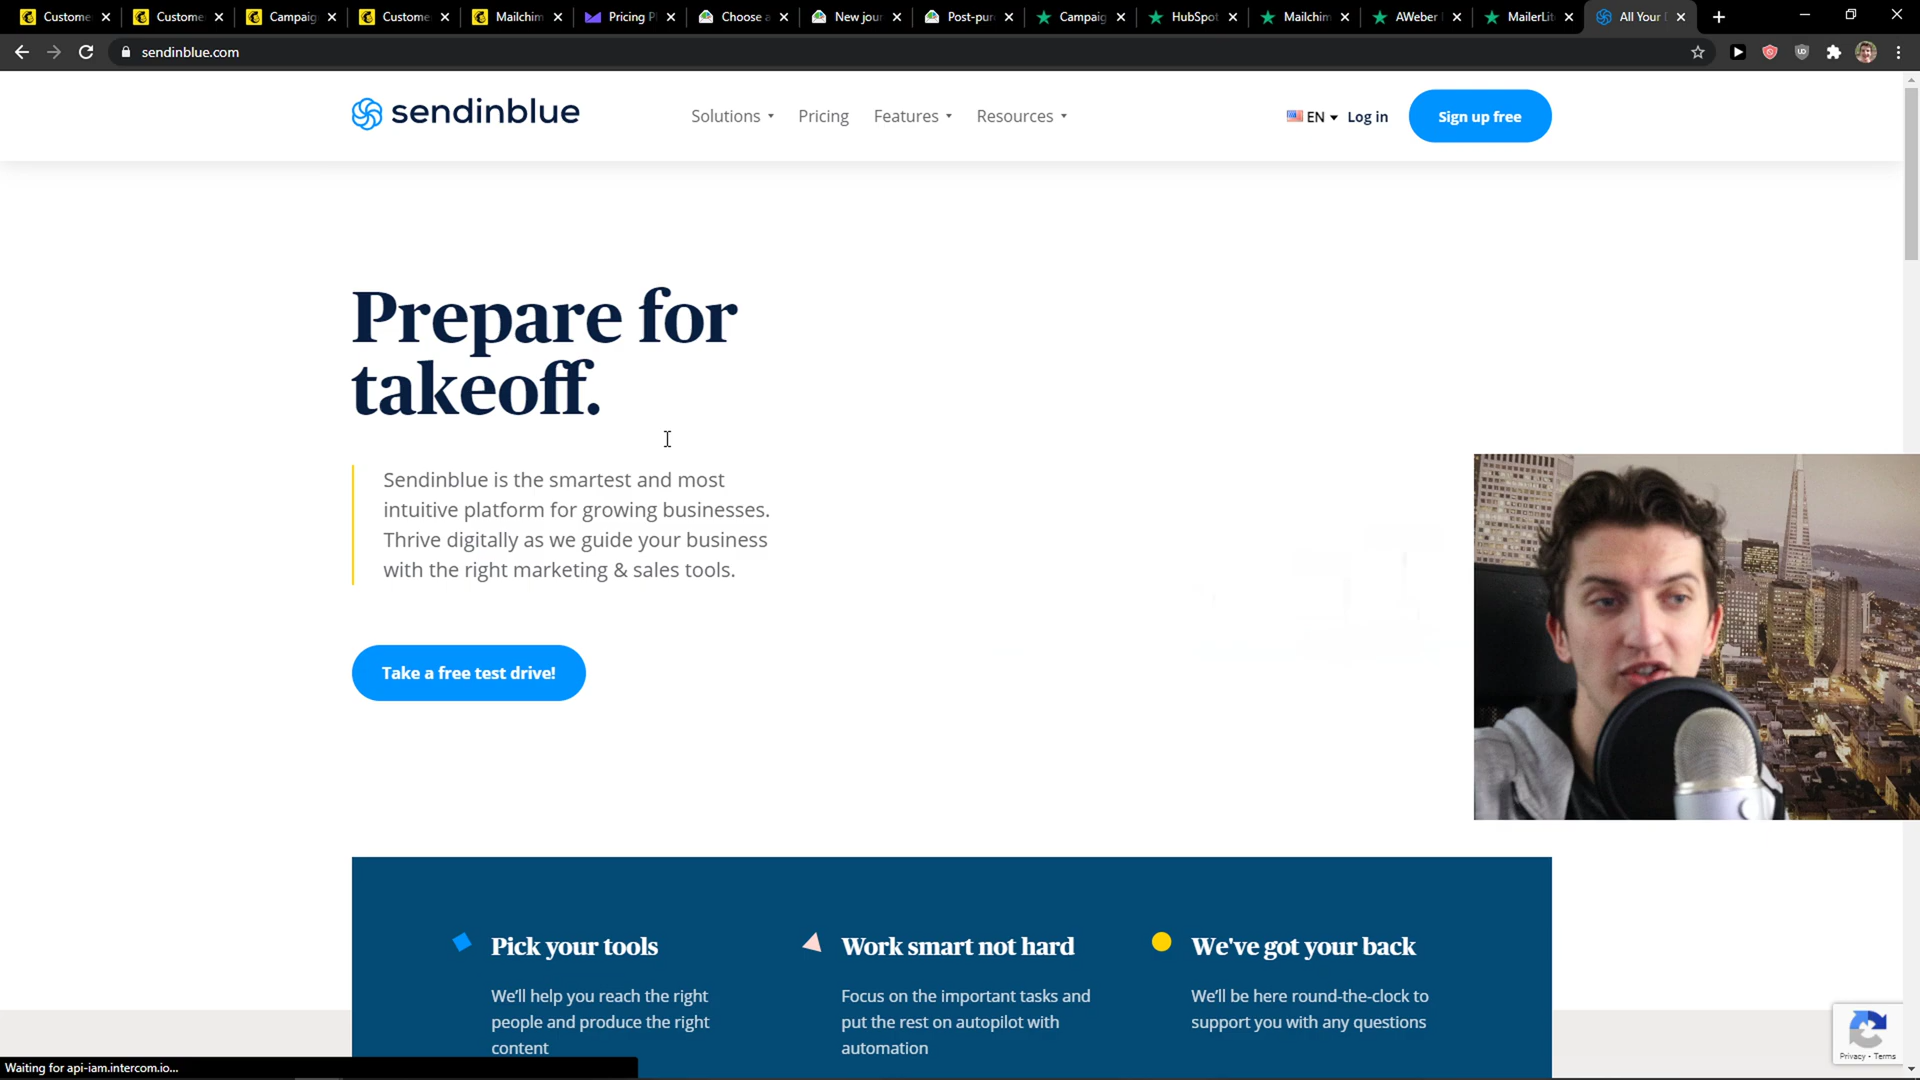 Custome
Custome
Campaig
Custome
Mailchim
Pricing P
Choose a
New jour
Post-pur
Campaig
HubSpot
Mailchim
AWeber
MailerLit
All Your
sendinblue.com
sendinblue
Solutions
Pricing
Features
Resources
EN
Log in
Sign up free
Prepare for
takeoff.
Sendinblue is the smartest and most
intuitive platform for growing businesses.
Thrive digitally as we guide your business
with the right marketing & sales tools.
Take a free test drive!
Pick your tools
We'll help you reach the right
people and produce the right
content
Work smart not hard
Focus on the important tasks and
put the rest on autopilot with
automation
We've got your back
We'll be here round-the-clock to
support you with any questions
Privacy - Terms
Waiting for api-iam.intercom.io...